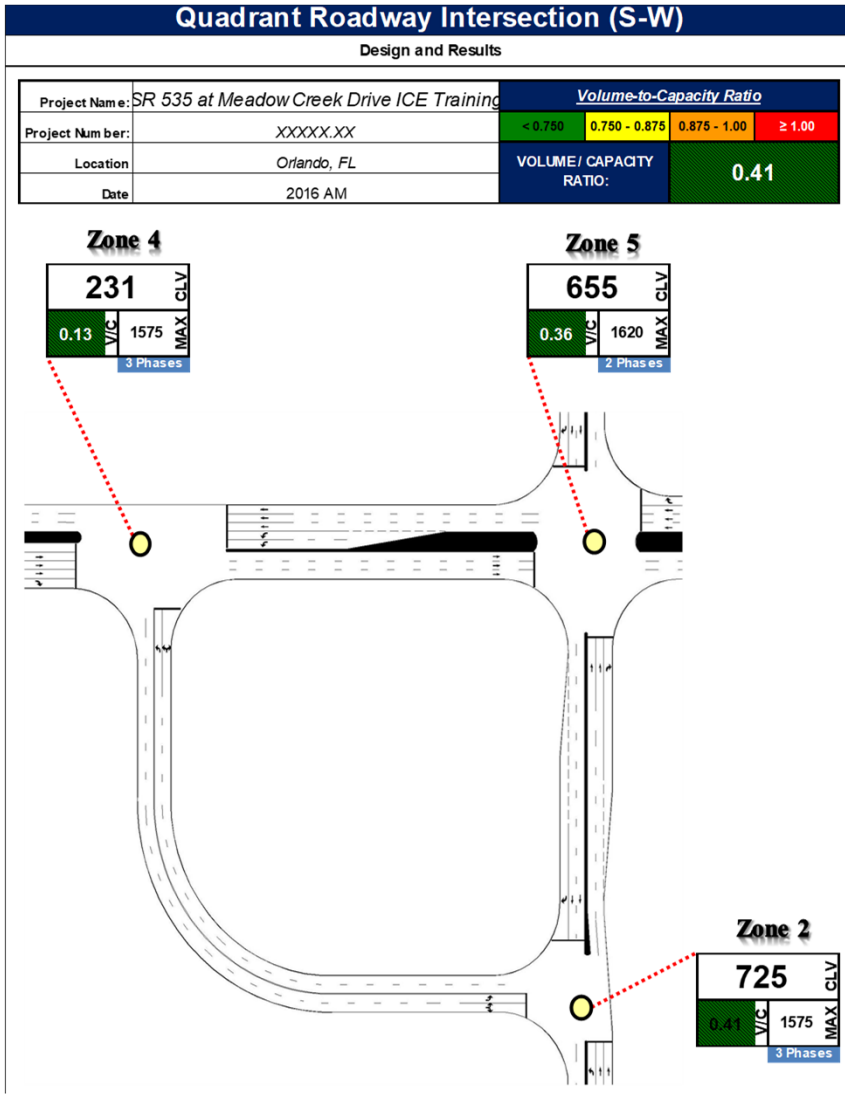 Quadrant Roadway Intersection (S-W)
Design and Results
Project Name: SR 535 at Meadow Creek Drive ICE Training
Volume-to-Capacity Ratio
Project Number: XXXXX.XX
< 0.750 0.750 - 0.875 0.875 - 1.00 ≥ 1.00
Location Orlando, FL
VOLUME / CAPACITY
RATIO:
0.41
Date 2016 AM
Zone 4
231 CLV
0.13 V/C 1575 MAX
3 Phases
Zone 5
655 CLV
0.36 V/C 1620 MAX
2 Phases
Zone 2
725 CLV
0.41 V/C 1575 MAX
3 Phases